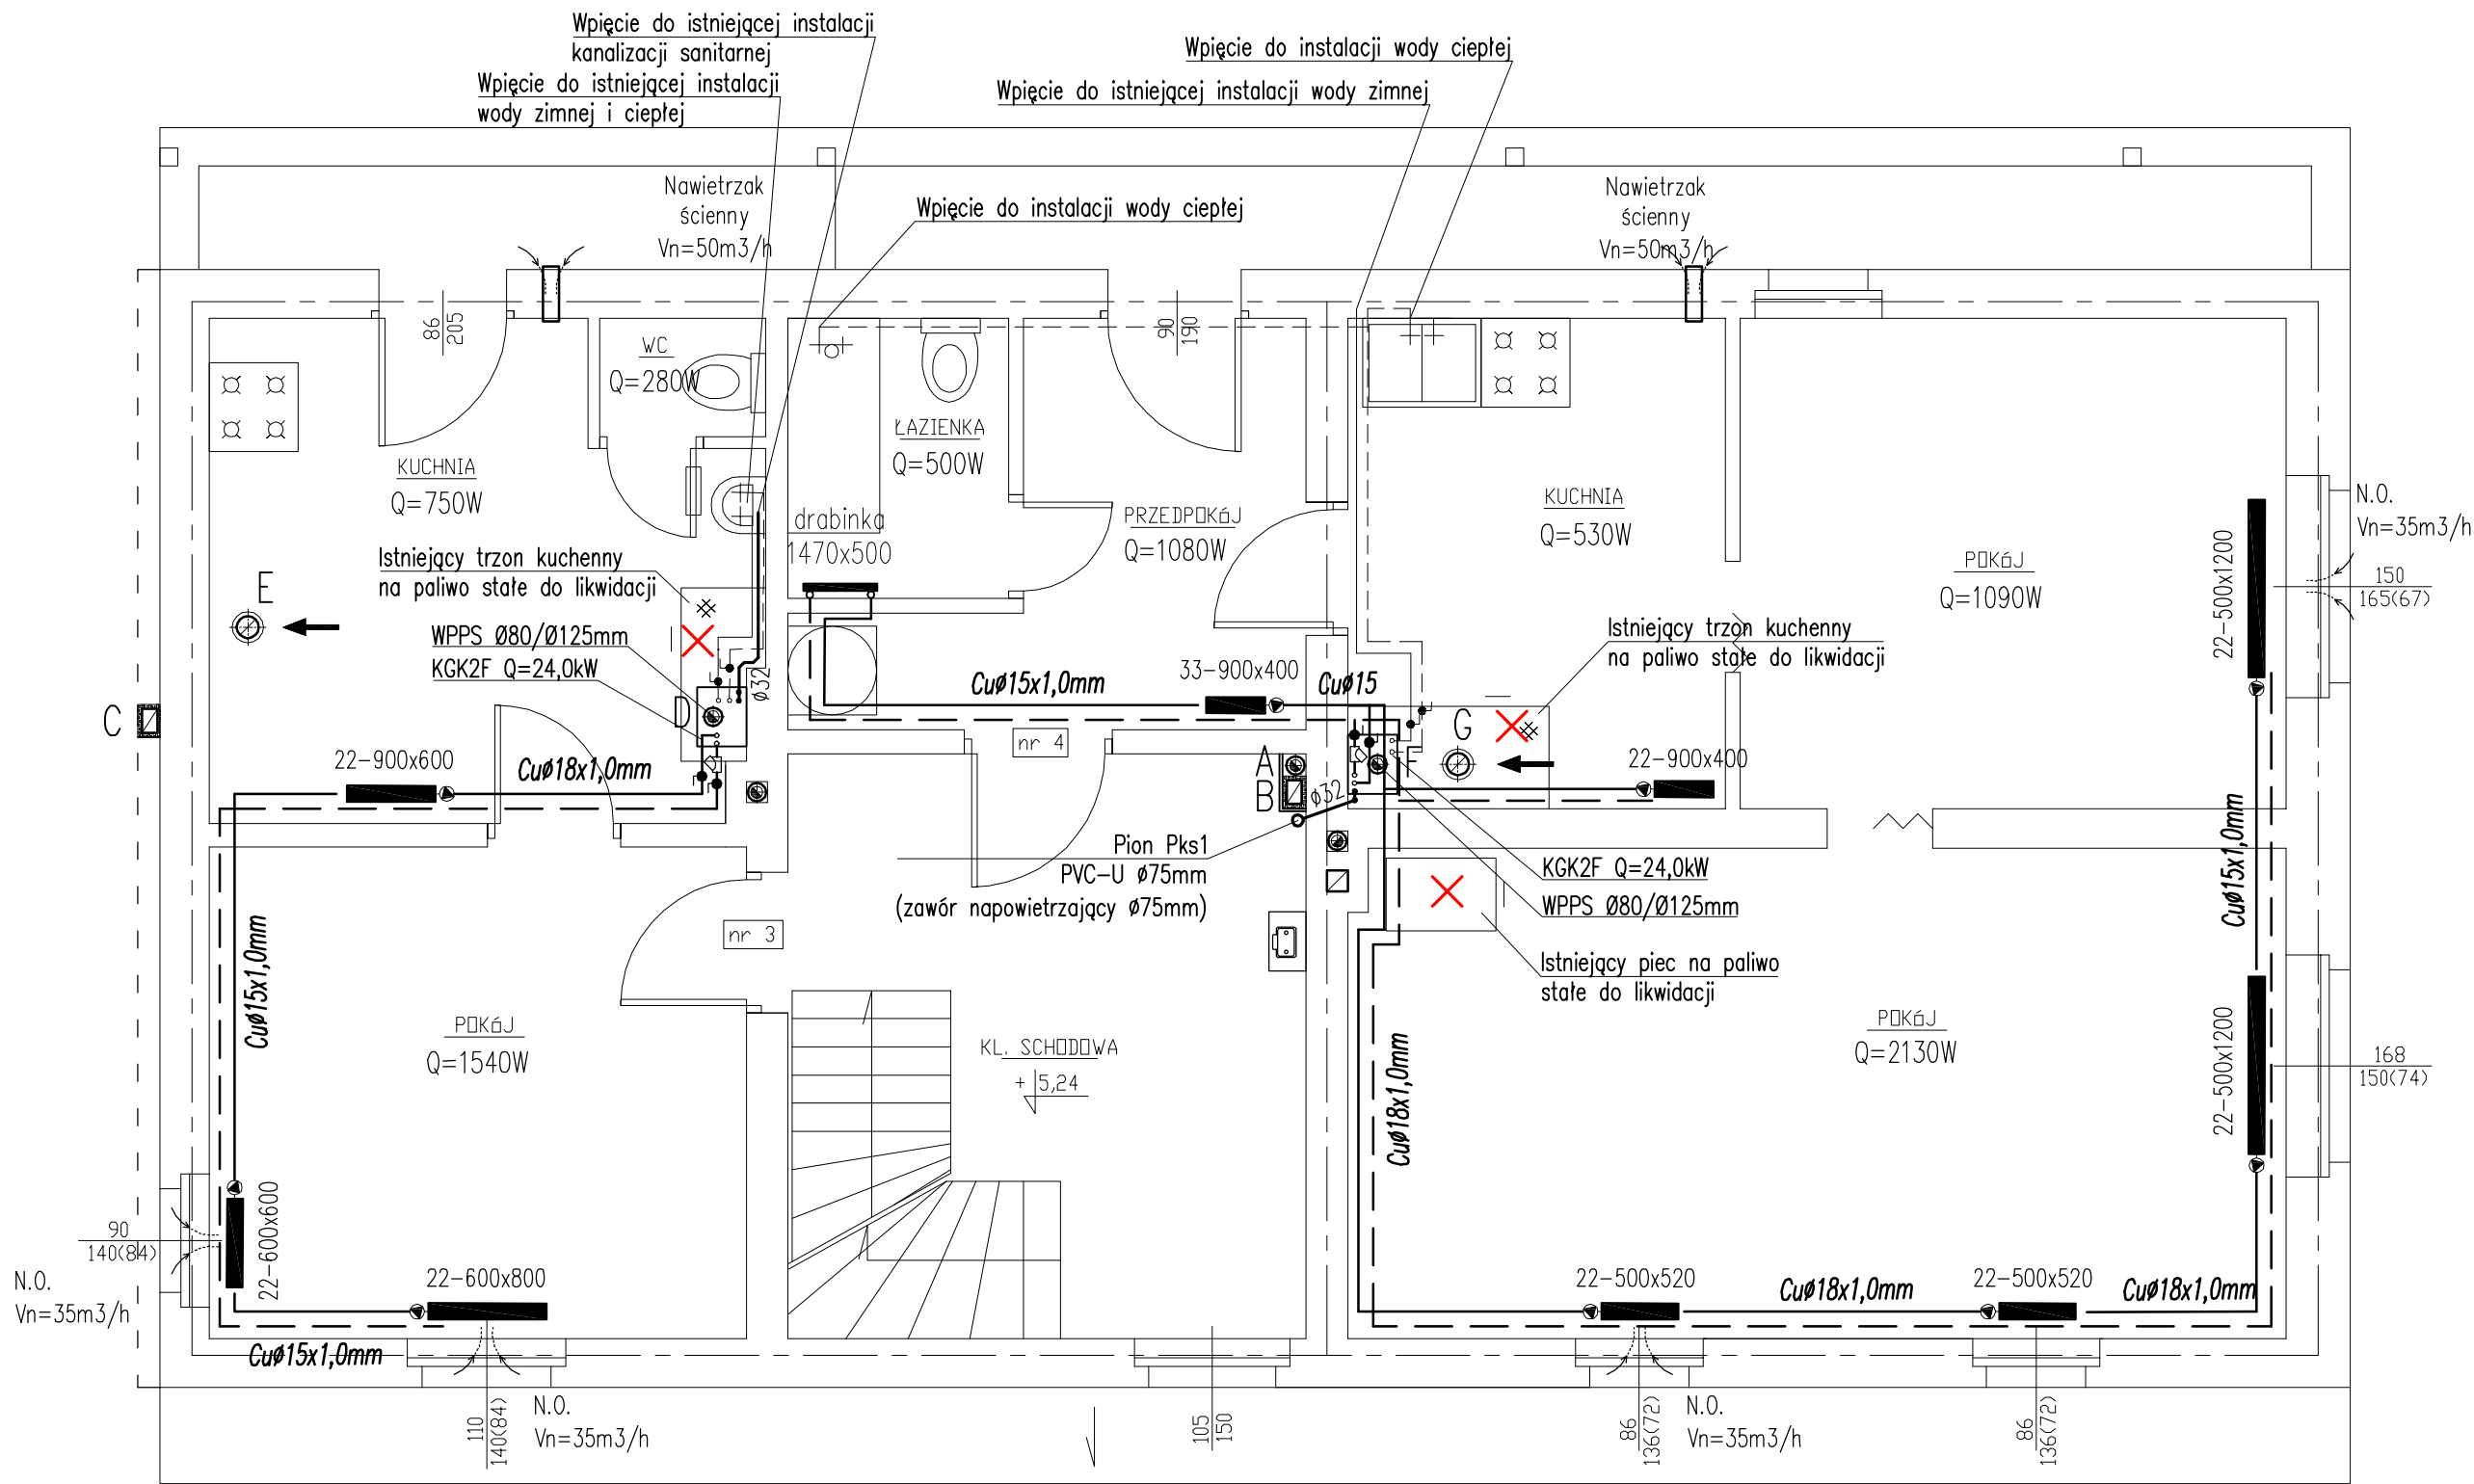 Wpięcie do istniejącej instalacji
kanalizacji sanitarnej
Wpięcie do istniejącej instalacji
wody zimnej i ciepłej
Wpięcie do instalacji wody ciepłej
Wpięcie do istniejącej instalacji wody zimnej
Nawietrzak
ścienny
Vn=50m3/h
Wpięcie do instalacji wody ciepłej
Nawietrzak
ścienny
Vn=50m3/h
86
205
90
190
WC
Q=280W
ŁAZIENKA
Q=500W
KUCHNIA
Q=750W
drabinka
1470x500
PRZEDPOKÓJ
Q=1080W
KUCHNIA
Q=530W
POKÓJ
Q=1090W
N.O.
Vn=35m3/h
150
165(67)
22-500x1200
Istniejący trzon kuchenny
na paliwo stałe do likwidacji
E
WPPS Ø80/Ø125mm
KGK2F Q=24,0kW
D
ø32
Cuø15x1,0mm
33-900x400
Cuø15
Istniejący trzon kuchenny
na paliwo stałe do likwidacji
G
F
22-900x400
C
22-900x600
Cuø18x1,0mm
nr 4
A
B
ø32
Pion Pks1
PVC-U Ø75mm
(zawór napowietrzający Ø75mm)
KGK2F Q=24,0kW
WPPS Ø80/Ø125mm
Cuø15x1,0mm
Cuø15x1,0mm
nr 3
Istniejący piec na paliwo
stałe do likwidacji
POKÓJ
Q=1540W
KL. SCHODOWA
+ 5,24
Cuø18x1,0mm
POKÓJ
Q=2130W
22-500x1200
168
150(74)
90
140(84)
N.O.
Vn=35m3/h
22-600x600
22-600x800
Cuø15x1,0mm
22-500x520
Cuø18x1,0mm
22-500x520
Cuø18x1,0mm
110
140(84)
N.O.
Vn=35m3/h
105
150
86
136(72)
N.O.
Vn=35m3/h
86
136(72)